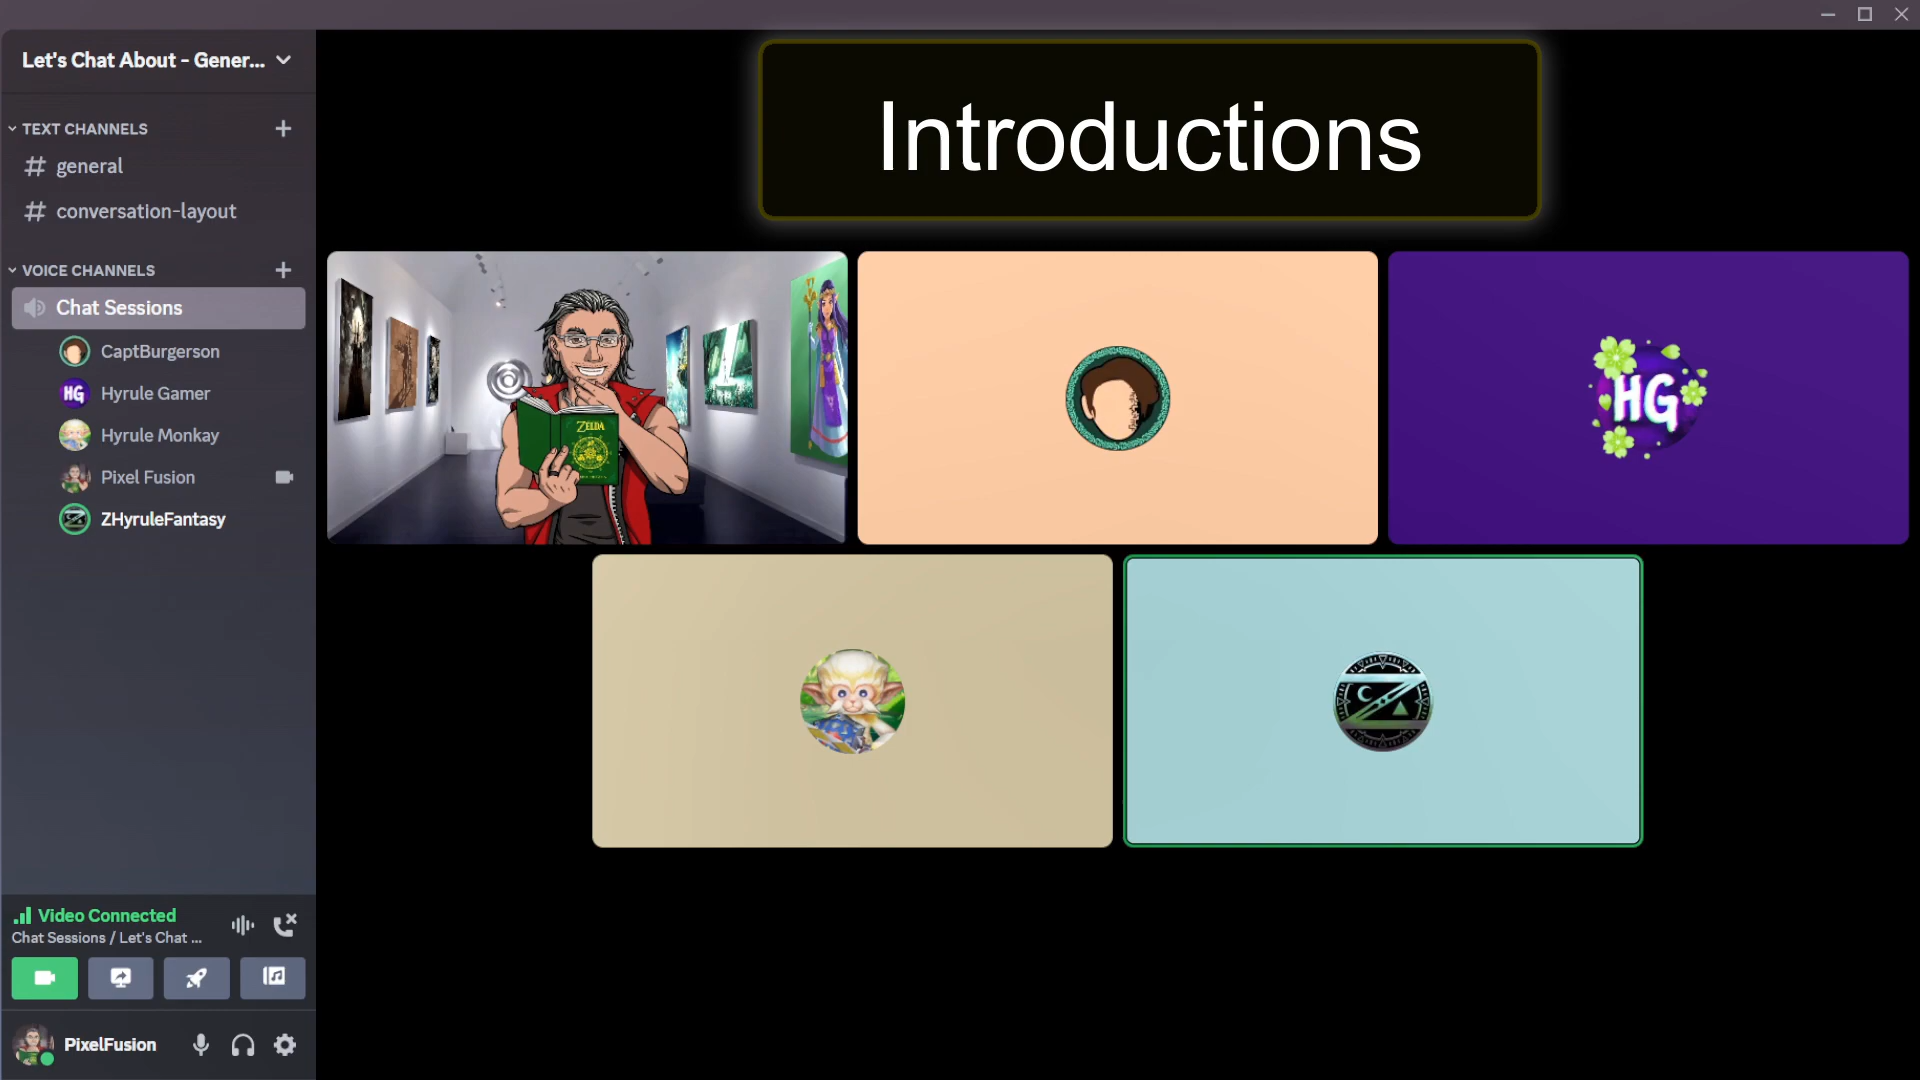 Let's Chat About - Gener...
TEXT CHANNELS
# general
# conversation-layout
VOICE CHANNELS
Chat Sessions
CaptBurgerson
HG Hyrule Gamer
Hyrule Monkay
Pixel Fusion
ZHyruleFantasy
Video Connected
Chat Sessions / Let's Chat ...
PixelFusion
Introductions
ZELDA
HG